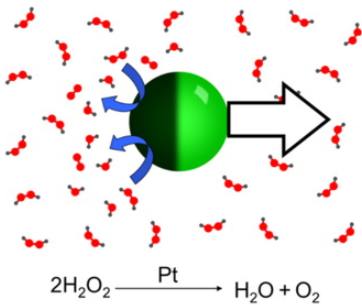 Pt
2H₂O₂ ⟶ H₂O + O₂